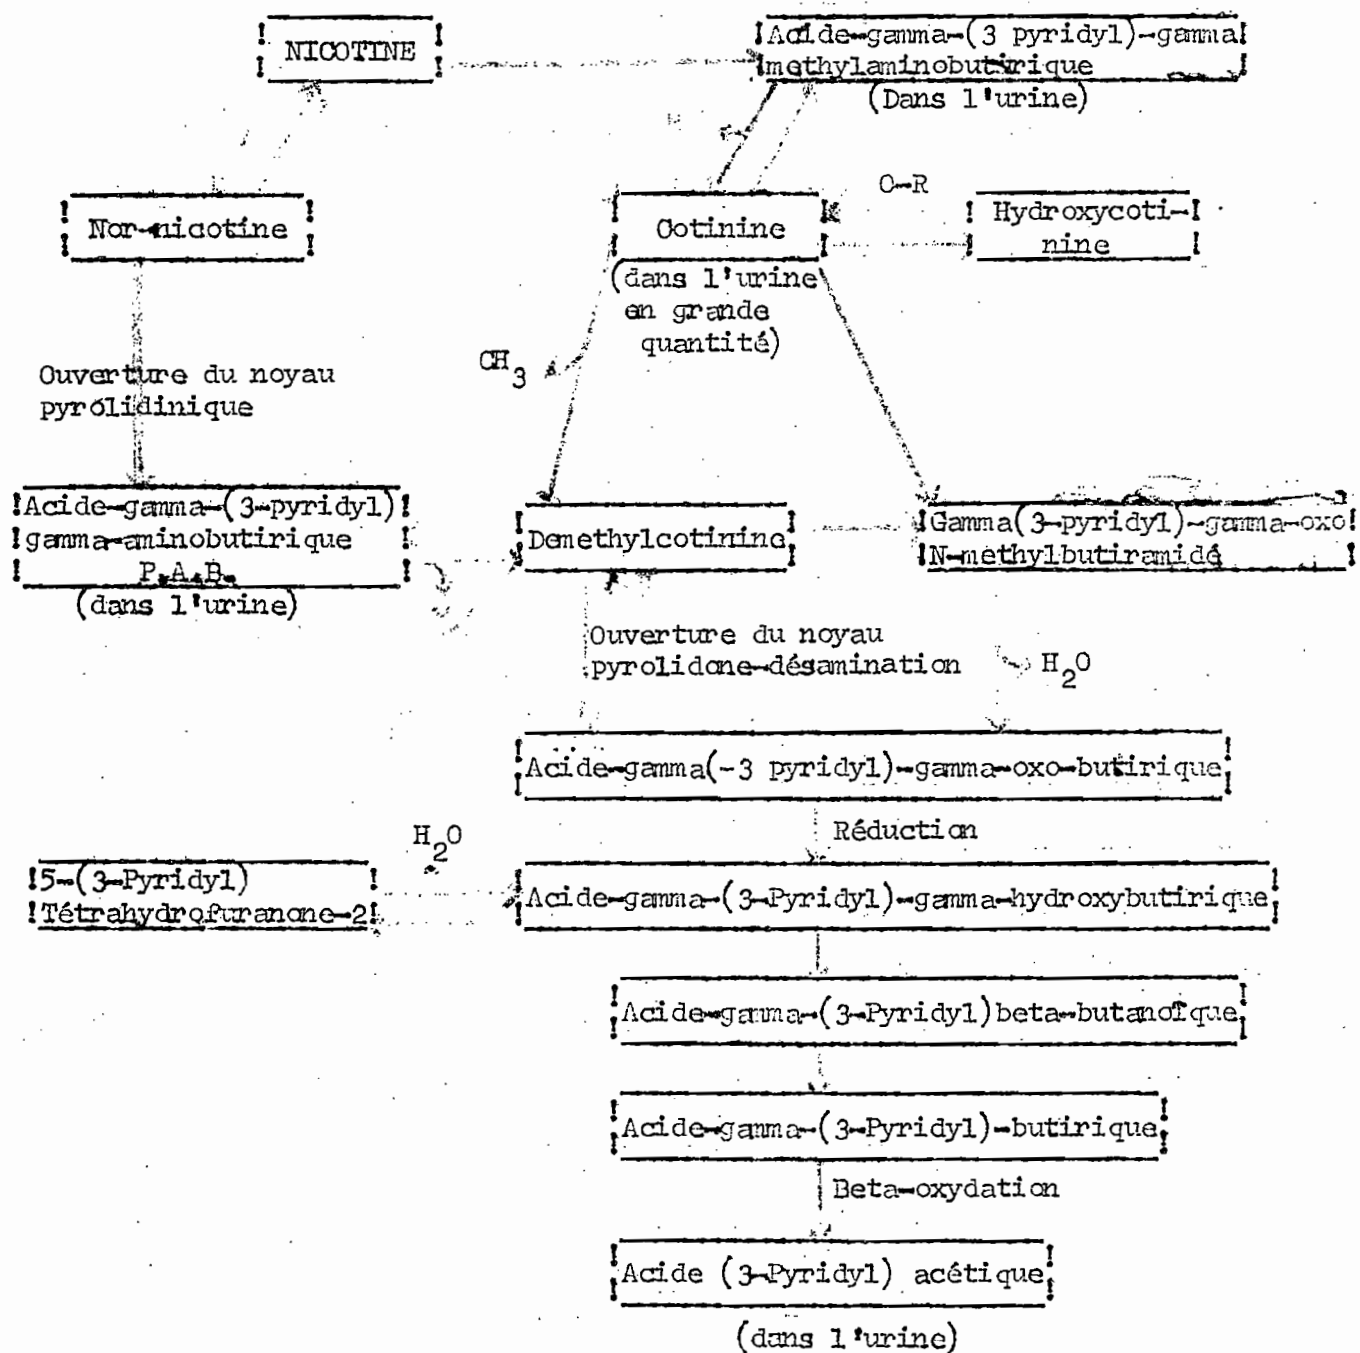 NICOTINE
Acide-gamma-(3 pyridyl)-gamma
methylaminobutirique
(Dans l'urine)
Nor-nicotine
Cotinine
(dans l'urine
en grande
quantité)
O-R
Hydroxycoti-
nine
CH3
Ouverture du noyau
pyrolidinique
Acide-gamma-(3-pyridyl)
gamma-aminobutirique
P.A.B.
(dans l'urine)
Demethylcotinine
Gamma(3-pyridyl)-gamma-oxo
N-methylbutiramidé
Ouverture du noyau
pyrolidone-désamination
H2O
Acide-gamma(-3 pyridyl)-gamma-oxo-butirique
Réduction
H2O
5-(3-Pyridyl)
Tétrahydrofuranone-2
Acide-gamma-(3-Pyridyl)-gamma-hydroxybutirique
Acide-gamma-(3-Pyridyl)beta-butanoïque
Acide-gamma-(3-Pyridyl)-butirique
Beta-oxydation
Acide (3-Pyridyl) acétique
(dans l'urine)